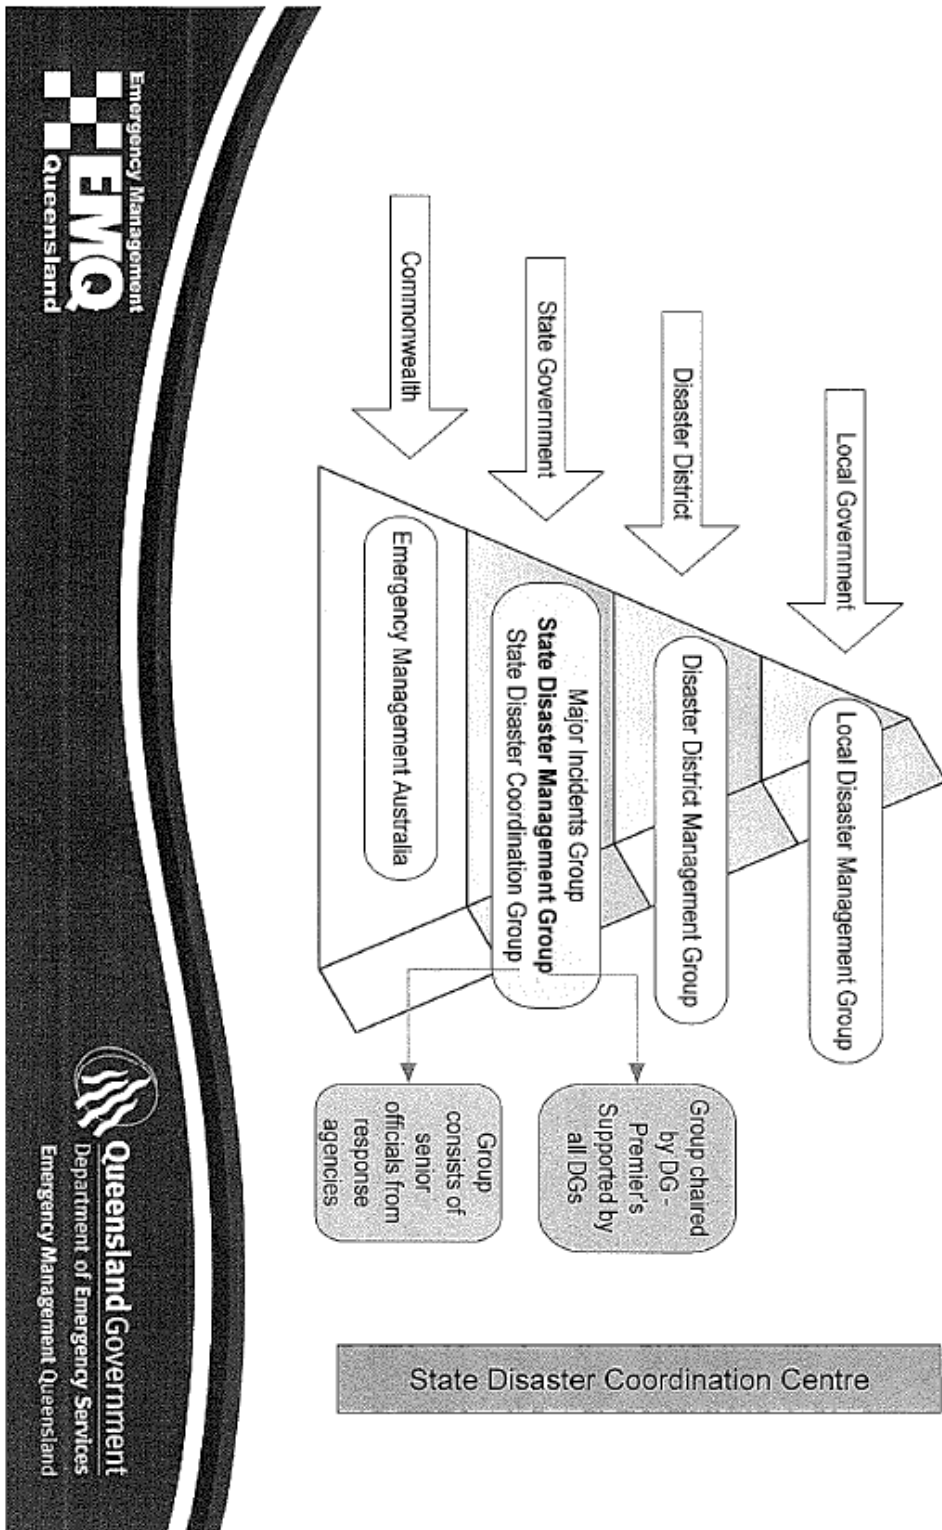 Local Government
Local Disaster Management Group
Disaster District
Disaster District Management Group
State Government
Major Incidents Group
State Disaster Management Group
State Disaster Coordination Group
Commonwealth
Emergency Management Australia
Group chaired
by DG -
Premier's
Supported by
all DGs
Group
consists of
senior
officials from
response
agencies
State Disaster Coordination Centre
Emergency Management
EMQ
Queensland
Queensland Government
Department of Emergency Services
Emergency Management Queensland